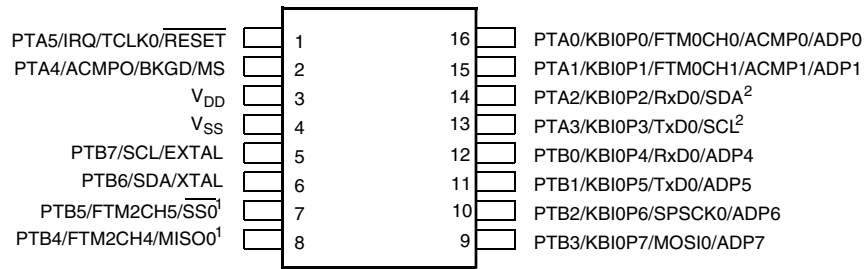 PTA5/IRQ/TCLK0/RESET 1 16 PTA0/KBI0P0/FTM0CH0/ACMP0/ADP0
PTA4/ACMPO/BKGD/MS 2 15 PTA1/KBI0P1/FTM0CH1/ACMP1/ADP1
VDD 3 14 PTA2/KBI0P2/RxD0/SDA2
VSS 4 13 PTA3/KBI0P3/TxD0/SCL2
PTB7/SCL/EXTAL 5 12 PTB0/KBI0P4/RxD0/ADP4
PTB6/SDA/XTAL 6 11 PTB1/KBI0P5/TxD0/ADP5
PTB5/FTM2CH5/SS01 7 10 PTB2/KBI0P6/SPSCK0/ADP6
PTB4/FTM2CH4/MISO01 8 9 PTB3/KBI0P7/MOSI0/ADP7